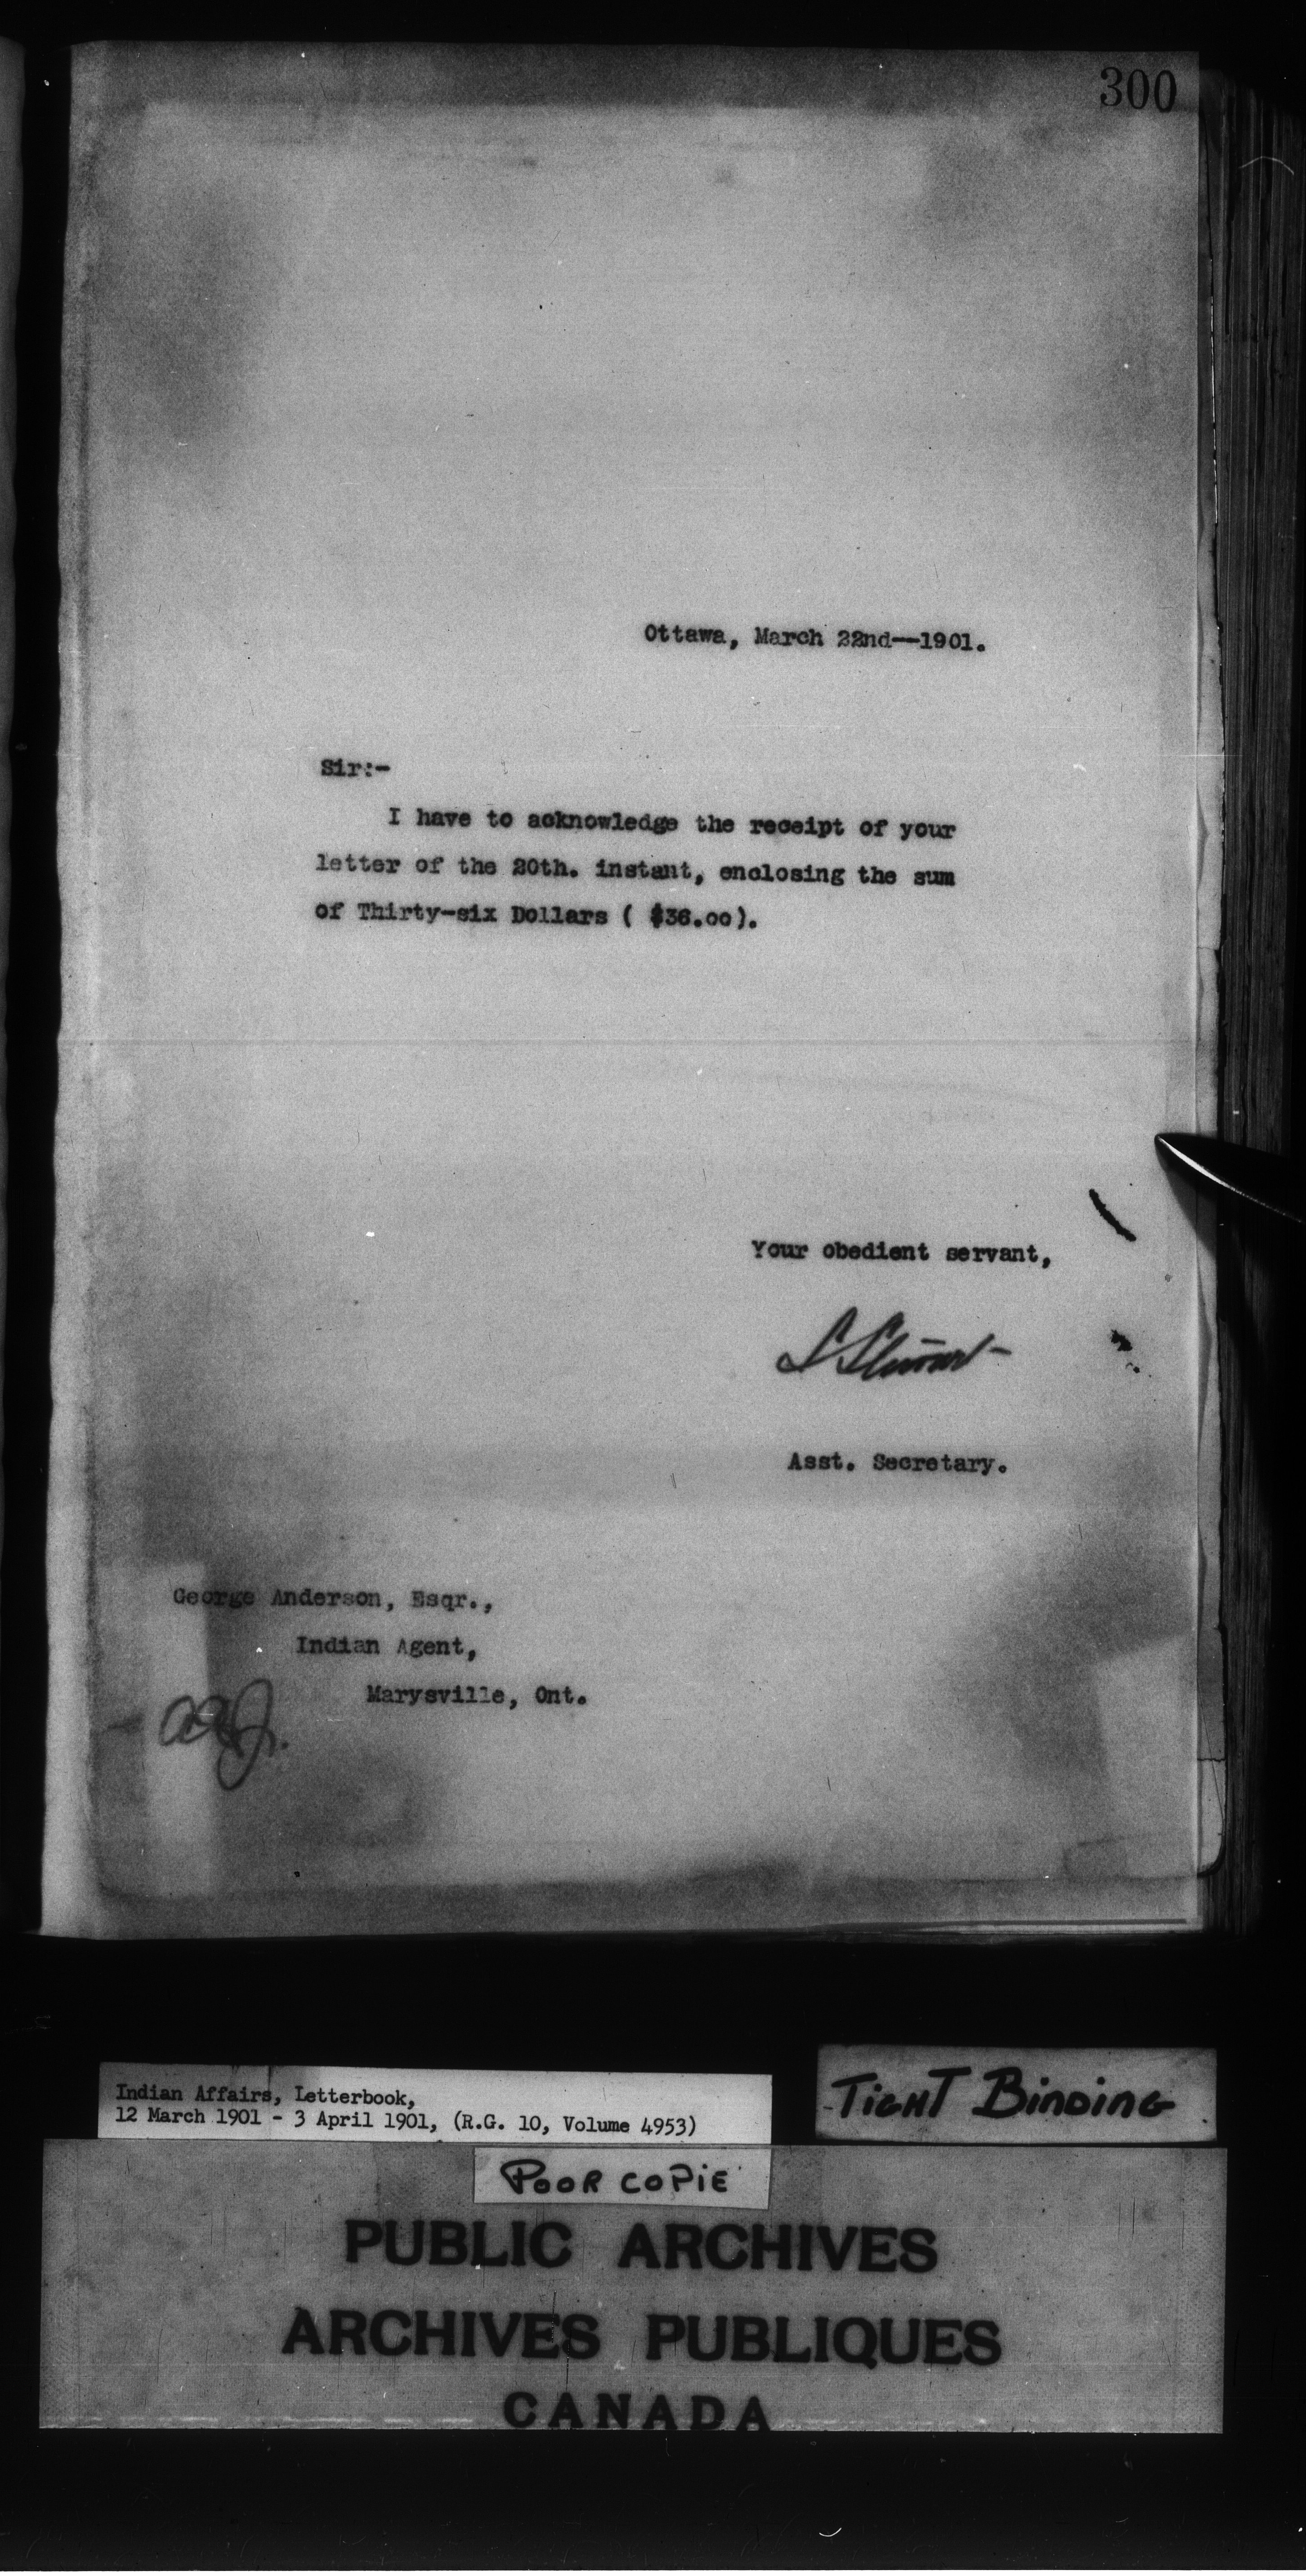 300
Ottawa, March 22nd--1901.
Sir:-
I have to acknowledge the receipt of your
letter of the 20th. instant, enclosing the sum
of Thirty-six Dollars ( $36.00).
Your obedient servant,
S Stewart
Asst. Secretary.
George Anderson, Esqr.,
Indian Agent,
Marysville, Ont.
Indian Affairs, Letterbook,
12 March 1901 - 3 April 1901, (R.G. 10, Volume 4953)
TIGHT BINDING
POOR COPIE
PUBLIC ARCHIVES
ARCHIVES PUBLIQUES
CANADA